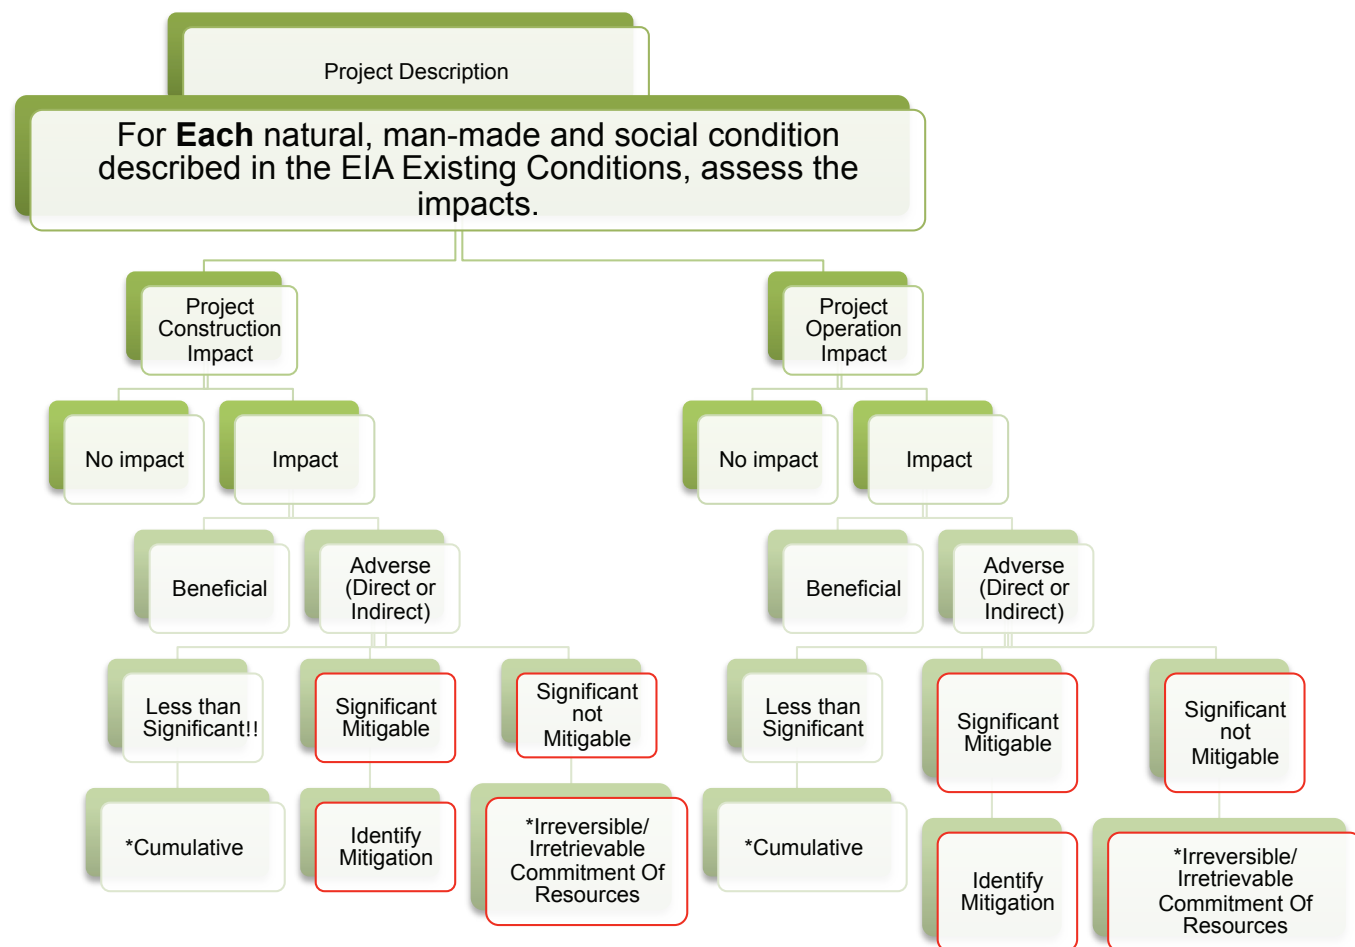 Project Description
For Each natural, man-made and social condition
described in the EIA Existing Conditions, assess the
impacts.
Project
Construction
Impact
Project
Operation
Impact
No impact
Impact
No impact
Impact
Beneficial
Adverse
(Direct or
Indirect)
Beneficial
Adverse
(Direct or
Indirect)
Less than
Significant!!
Significant
Mitigable
Significant
not
Mitigable
Less than
Significant
Significant
Mitigable
Significant
not
Mitigable
*Cumulative
Identify
Mitigation
*Irreversible/
Irretrievable
Commitment Of
Resources
*Cumulative
Identify
Mitigation
*Irreversible/
Irretrievable
Commitment Of
Resources